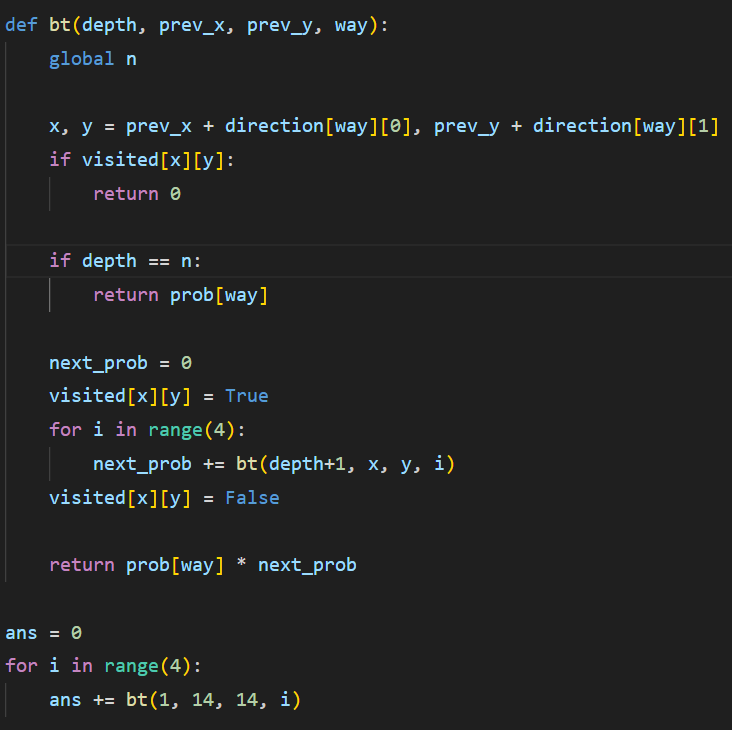 def bt(depth, prev_x, prev_y, way):
    global n

    x, y = prev_x + direction[way][0], prev_y + direction[way][1]
    if visited[x][y]:
        return 0

    if depth == n:
        return prob[way]

    next_prob = 0
    visited[x][y] = True
    for i in range(4):
        next_prob += bt(depth+1, x, y, i)
    visited[x][y] = False

    return prob[way] * next_prob

ans = 0
for i in range(4):
    ans += bt(1, 14, 14, i)